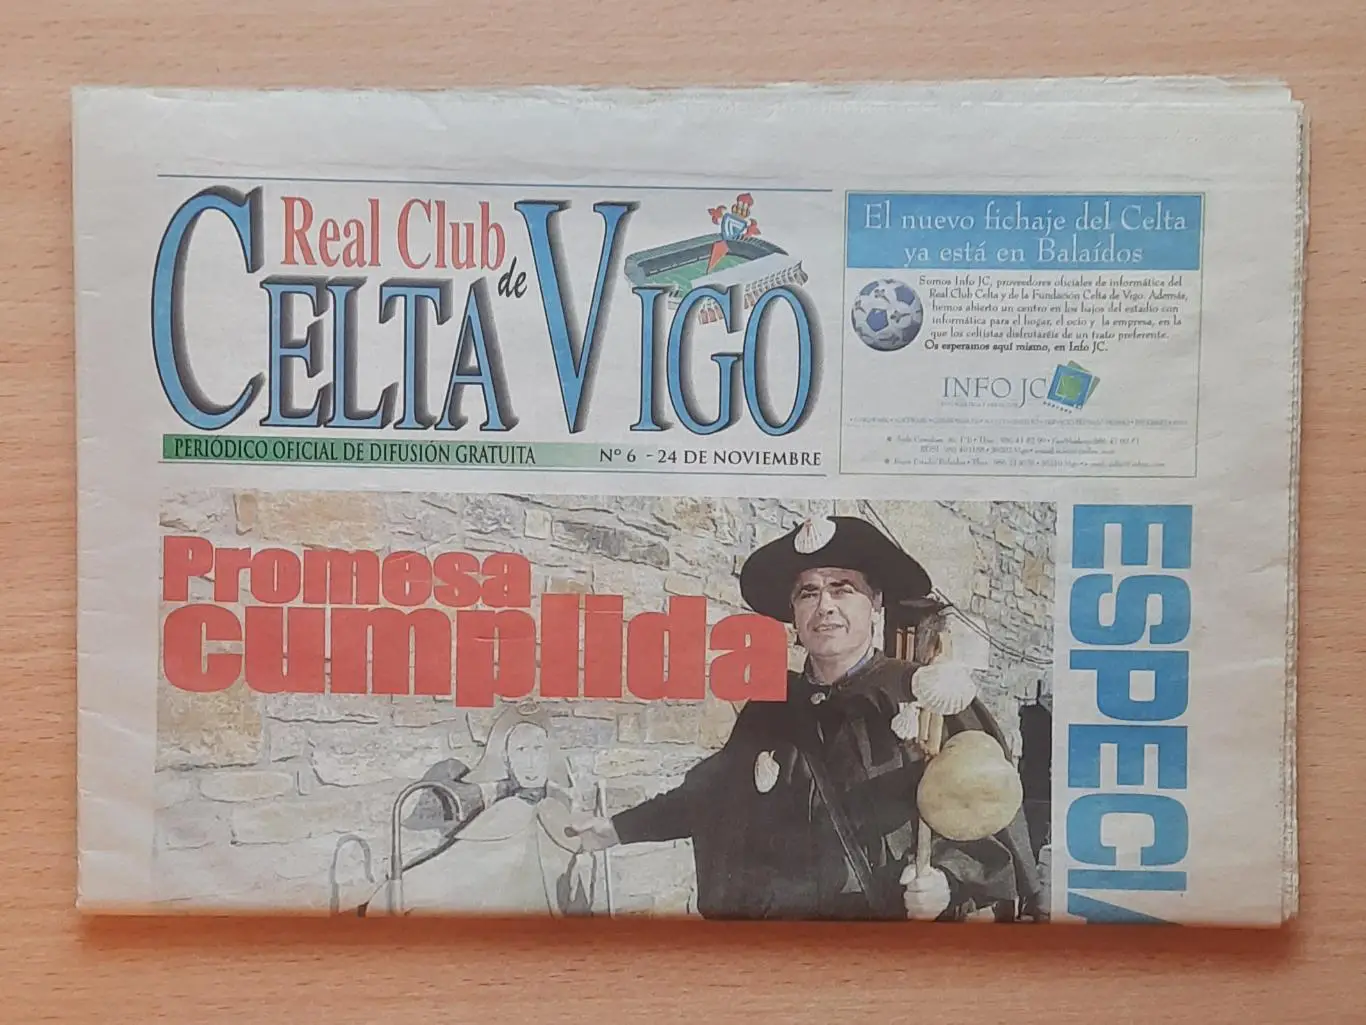 Real Club
de
CELTA VIGO
PERIÓDICO OFICIAL DE DIFUSIÓN GRATUITA
Nº 6 - 24 DE NOVIEMBRE
El nuevo fichaje del Celta
ya está en Balaídos
Somos Info JC, proveedores oficiales de informática del
Real Club Celta y de la Fundación Celta de Vigo. Además,
hemos abierto un centro en los bajos del estadio con
informática para el hogar, el ocio y la empresa, en la
que los celtistas disfrutaréis de un trato preferente.
Os esperamos aquí mismo, en Info JC.
INFO JC
Promesa
cumplida
ESPECIA